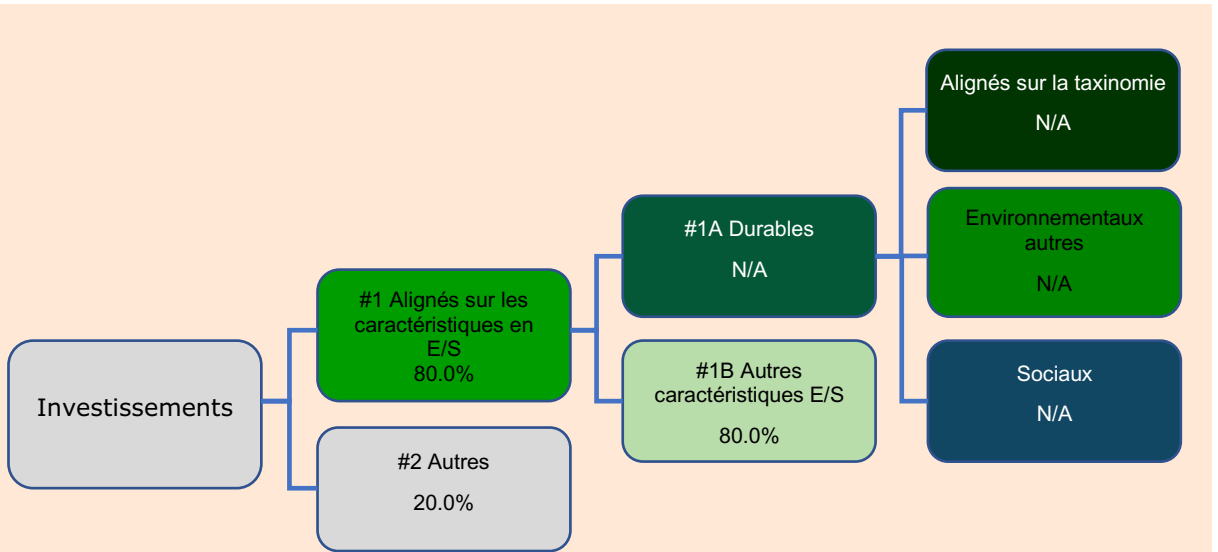 Investissements
#1 Alignés sur les
caractéristiques en
E/S
80.0%
#2 Autres
20.0%
#1A Durables
N/A
#1B Autres
caractéristiques E/S
80.0%
Alignés sur la taxinomie
N/A
Environnementaux
autres
N/A
Sociaux
N/A